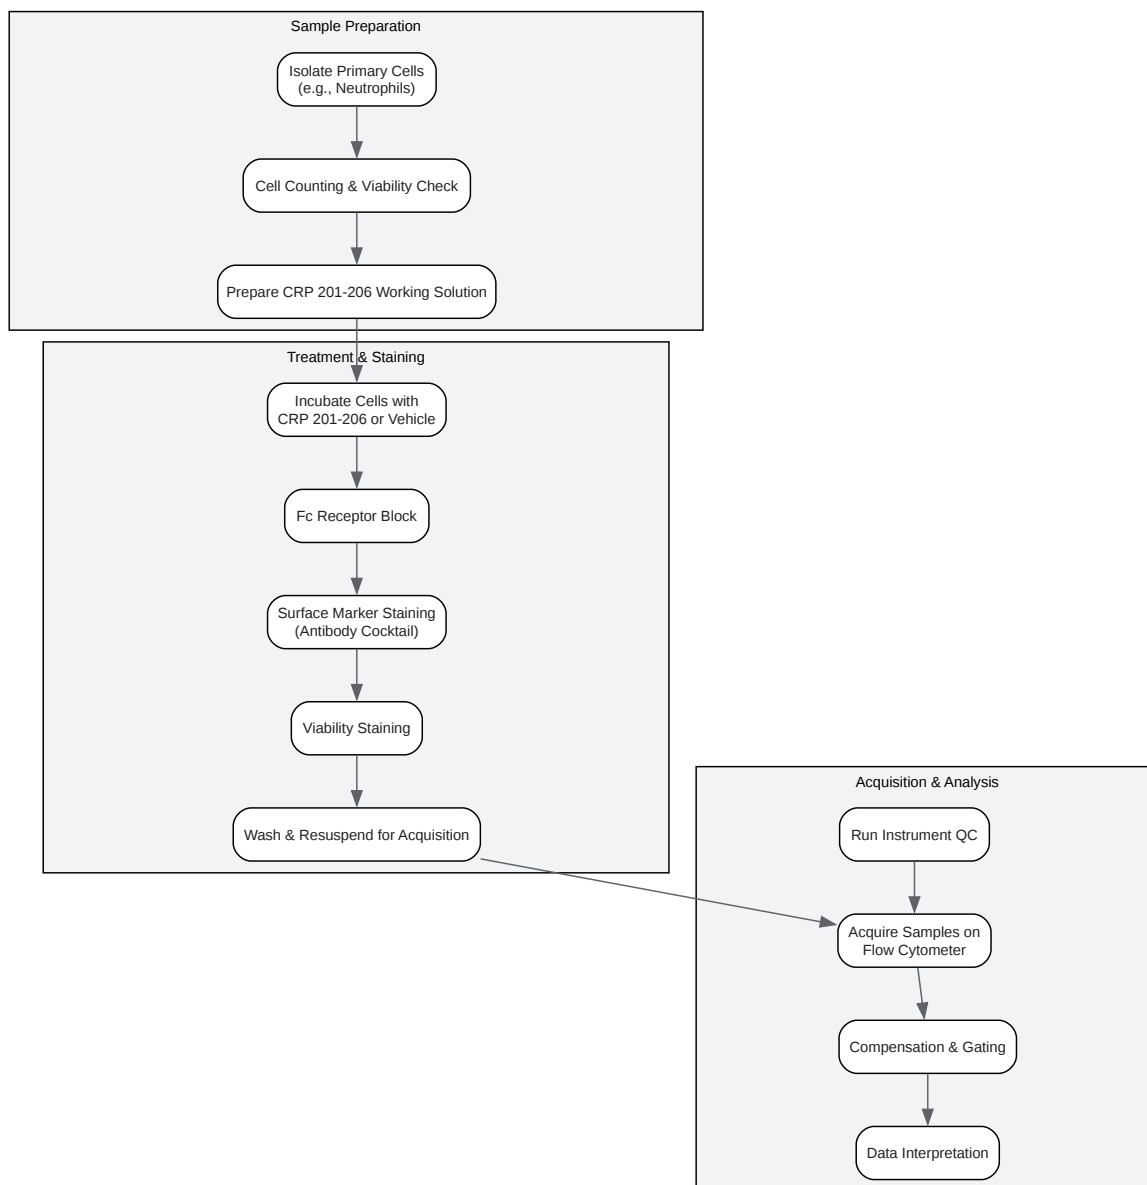 Sample Preparation
Isolate Primary Cells
(e.g., Neutrophils)
Cell Counting & Viability Check
Prepare CRP 201-206 Working Solution
Treatment & Staining
Incubate Cells with
CRP 201-206 or Vehicle
Fc Receptor Block
Surface Marker Staining
(Antibody Cocktail)
Viability Staining
Wash & Resuspend for Acquisition
Acquisition & Analysis
Run Instrument QC
Acquire Samples on
Flow Cytometer
Compensation & Gating
Data Interpretation